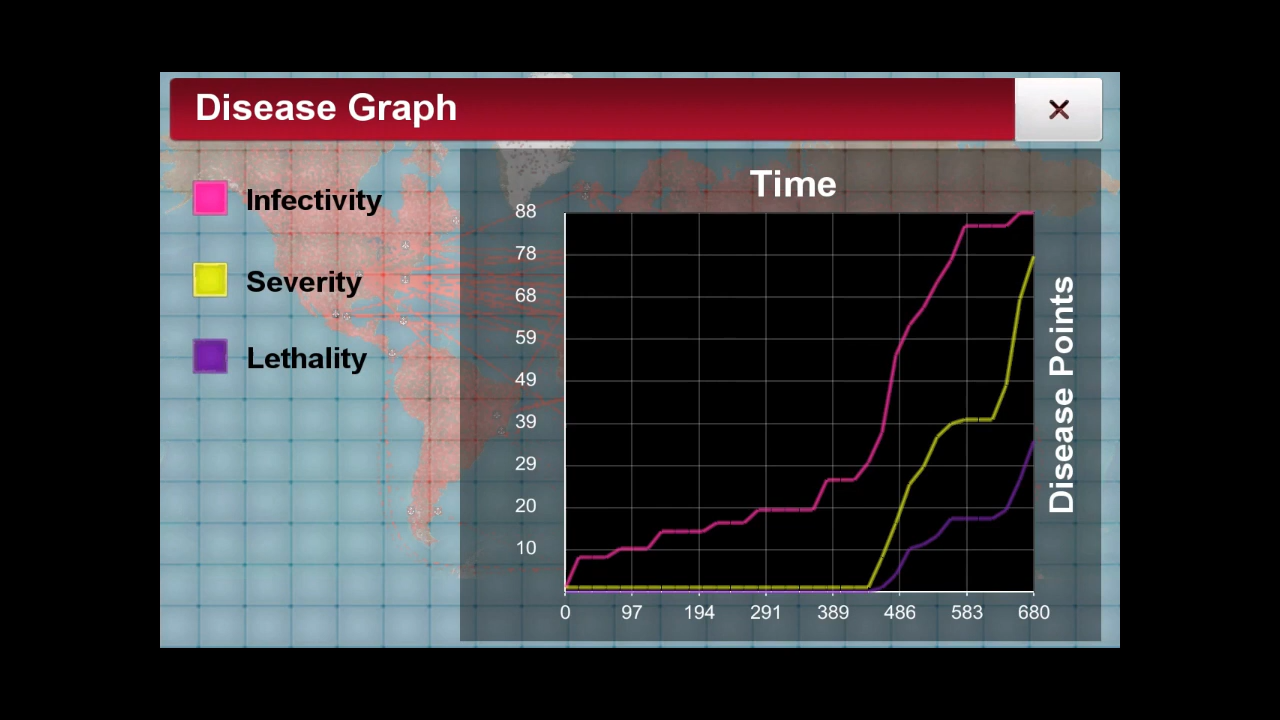 Disease Graph
×
Infectivity
Severity
Lethality
Time
88
78
68
59
49
39
29
20
10
0 97 194 291 389 486 583 680
Disease Points